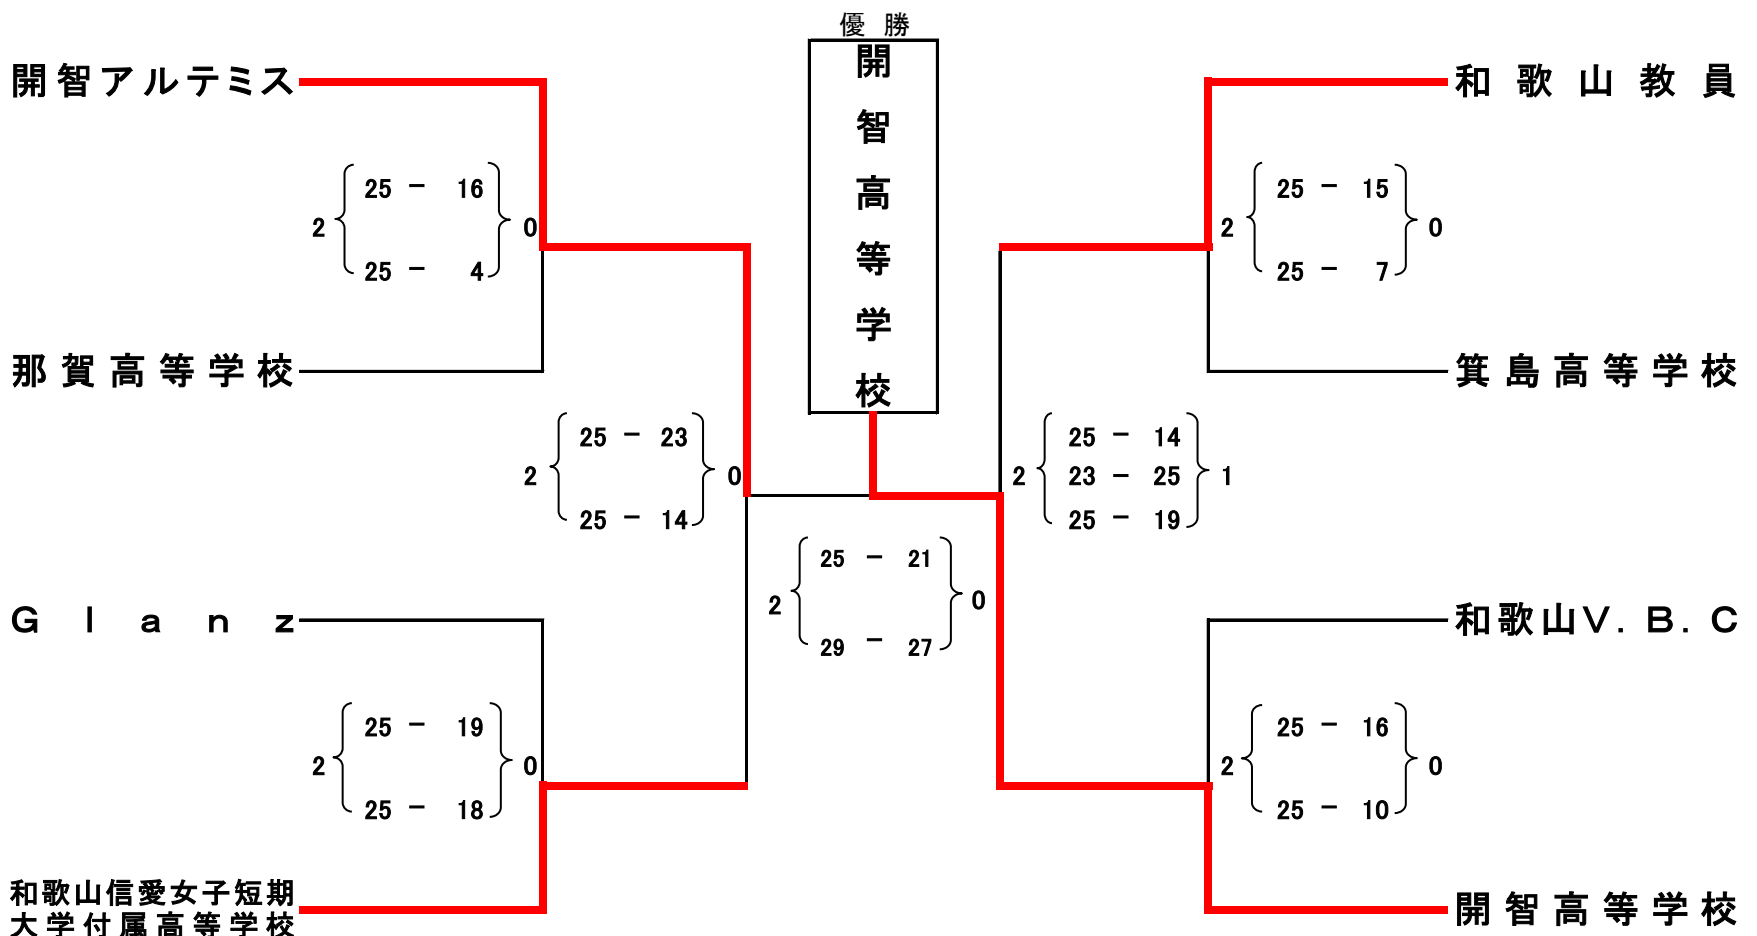 優勝
開智高等学校
開智アルテミス
和歌山教員
2 25 － 16 0
25 － 4
2 25 － 15 0
25 － 7
那賀高等学校
箕島高等学校
2 25 － 23 0
25 － 14
2 25 － 14 1
23 － 25
25 － 19
2 25 － 21 0
29 － 27
Ｇｌａｎｚ
和歌山Ｖ．Ｂ．Ｃ
2 25 － 19 0
25 － 18
2 25 － 16 0
25 － 10
和歌山信愛女子短期
大学付属高等学校
開智高等学校